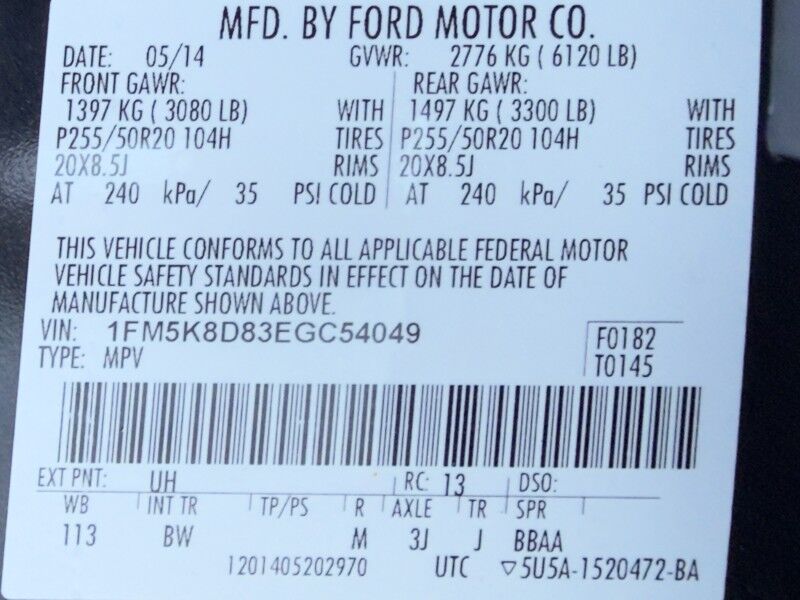 MFD. BY FORD MOTOR CO.
DATE: 05/14 GVWR: 2776 KG ( 6120 LB)
FRONT GAWR: REAR GAWR:
1397 KG ( 3080 LB) WITH 1497 KG ( 3300 LB) WITH
P255/50R20 104H TIRES P255/50R20 104H TIRES
20X8.5J RIMS 20X8.5J RIMS
AT 240 kPa/ 35 PSI COLD AT 240 kPa/ 35 PSI COLD
THIS VEHICLE CONFORMS TO ALL APPLICABLE FEDERAL MOTOR
VEHICLE SAFETY STANDARDS IN EFFECT ON THE DATE OF
MANUFACTURE SHOWN ABOVE.
VIN: 1FM5K8D83EGC54049 F0182
TYPE: MPV T0145
EXT PNT: UH RC: 13 DSO:
WB INT TR TP/PS R AXLE TR SPR
113 BW M 3J J BBAA
1201405202970 UTC ▽5U5A-1520472-BA